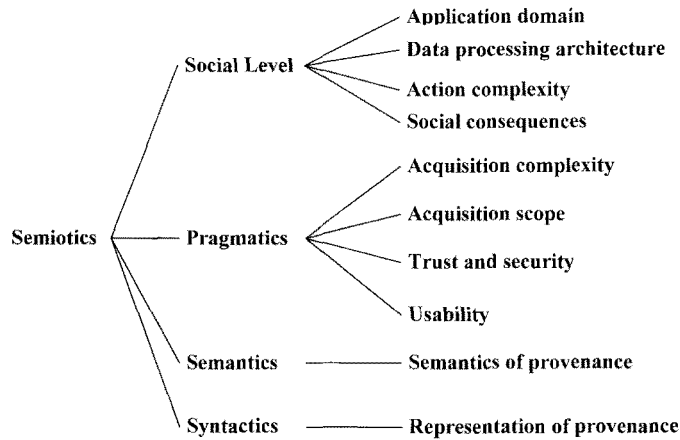 Application domain
Data processing architecture
Social Level
Action complexity
Social consequences
Acquisition complexity
Acquisition scope
Semiotics
Pragmatics
Trust and security
Usability
Semantics
Semantics of provenance
Syntactics
Representation of provenance